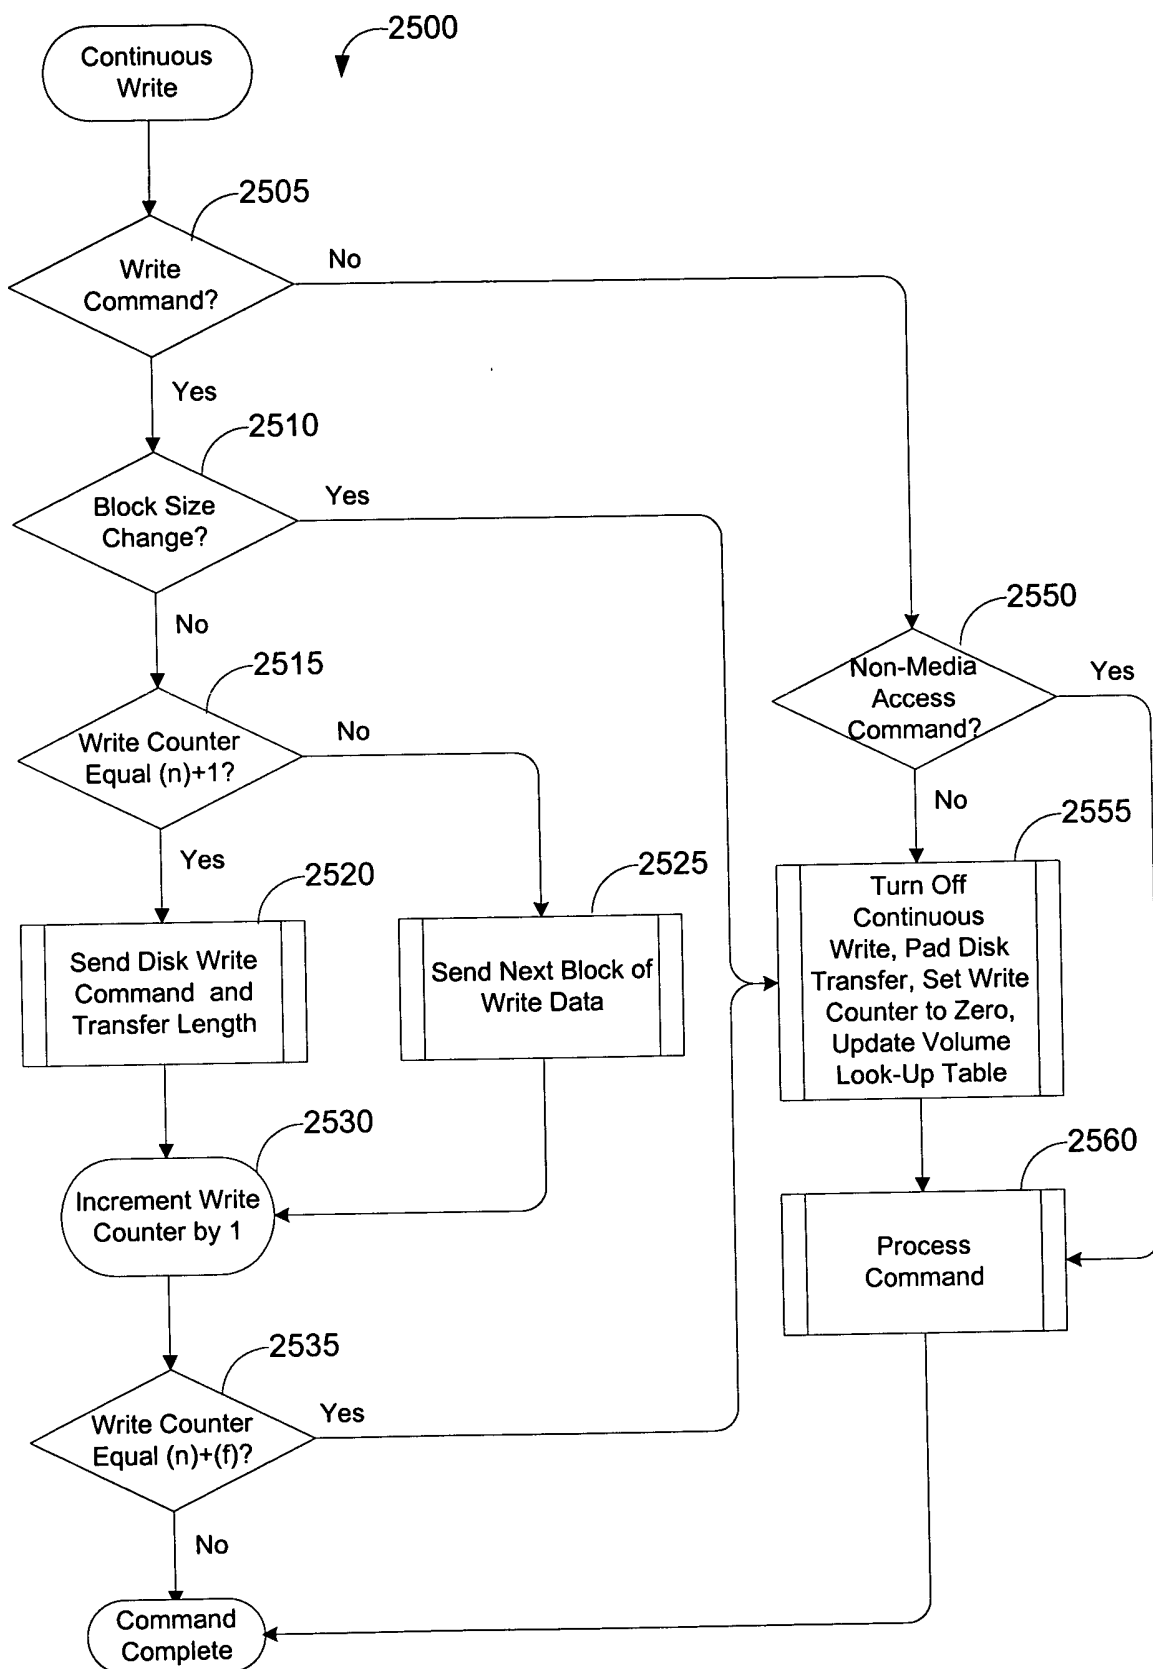 2500
Continuous
Write
2505
Write
Command?
No
Yes
2510
Block Size
Change?
Yes
No
2515
Write Counter
Equal (n)+1?
No
Yes
2550
Non-Media
Access
Command?
Yes
No
2520
Send Disk Write
Command and
Transfer Length
2525
Send Next Block of
Write Data
2555
Turn Off
Continuous
Write, Pad Disk
Transfer, Set Write
Counter to Zero,
Update Volume
Look-Up Table
2530
Increment Write
Counter by 1
2560
Process
Command
2535
Write Counter
Equal (n)+(f)?
Yes
No
Command
Complete